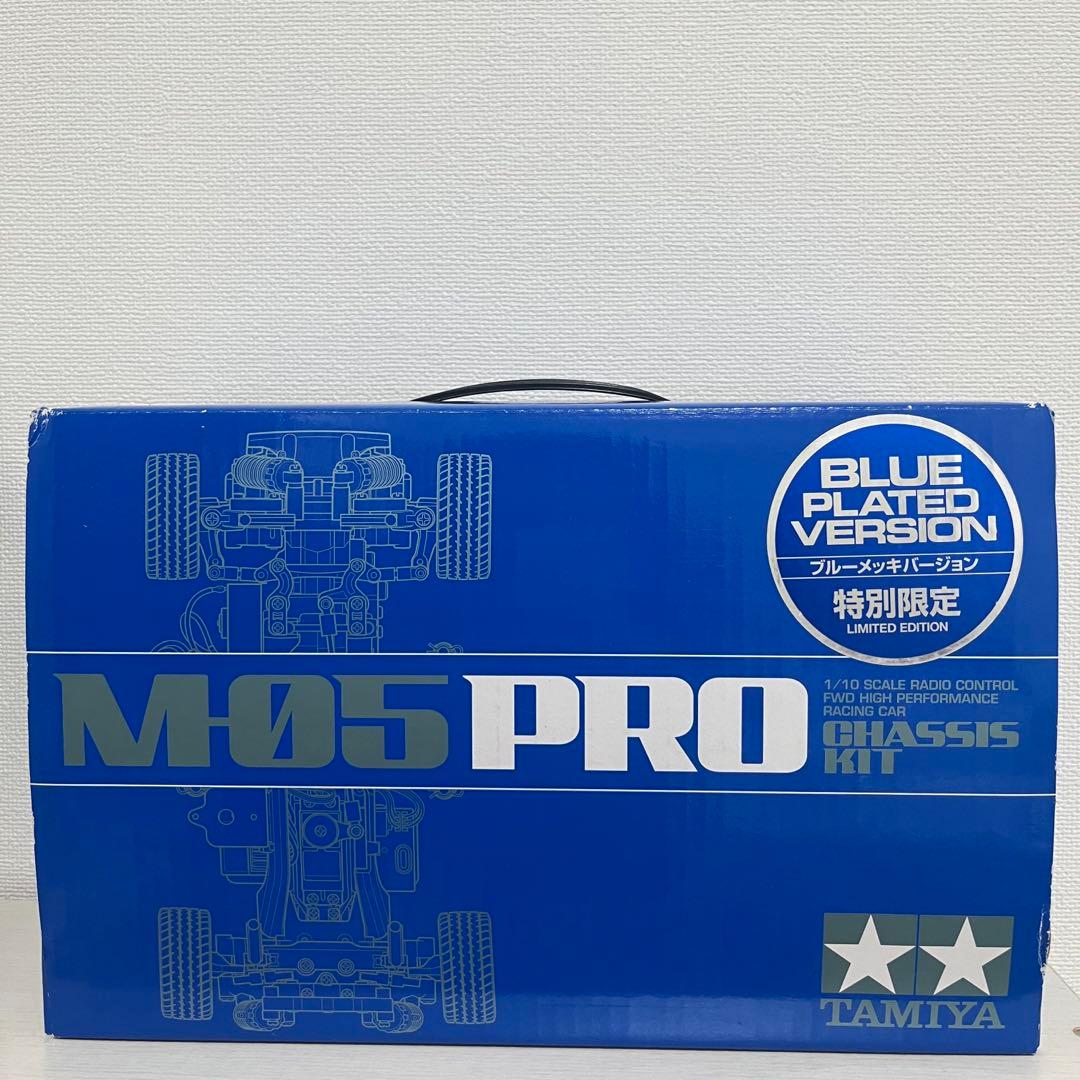 BLUE
PLATED
VERSION
ブルーメッキバージョン
特別限定
LIMITED EDITION
M-05 PRO
1/10 SCALE RADIO CONTROL
FWD HIGH PERFORMANCE
RACING CAR
CHASSIS
KIT
TAMIYA